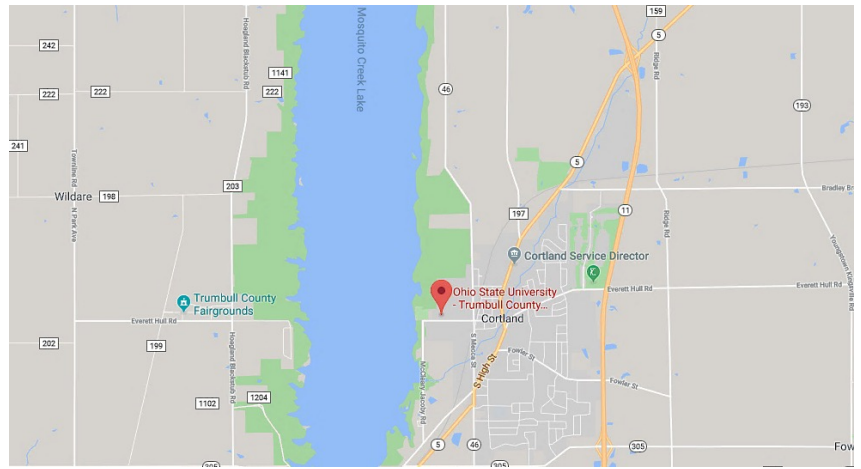 159
5
Hoagland Blackstub Rd
Mosquito Creek Lake
Ridge Rd
242
1141
46
222
222
222
193
241
Townline Rd
5
203
197
Bradley Br
Wildare
198
N Park Ave
11
Ridge Rd
Youngstown Kingsville Rd
Cortland Service Director
Trumbull County
Fairgrounds
Ohio State University
- Trumbull County...
Everett Hull Rd
Everett Hull Rd
Cortland
202
199
Hoagland Blackstub Rd
McCleary Jacoby Rd
S Mecca St
S High St
Fowler St
Fowler St
1102
1204
5
46
305
Fow
305
305